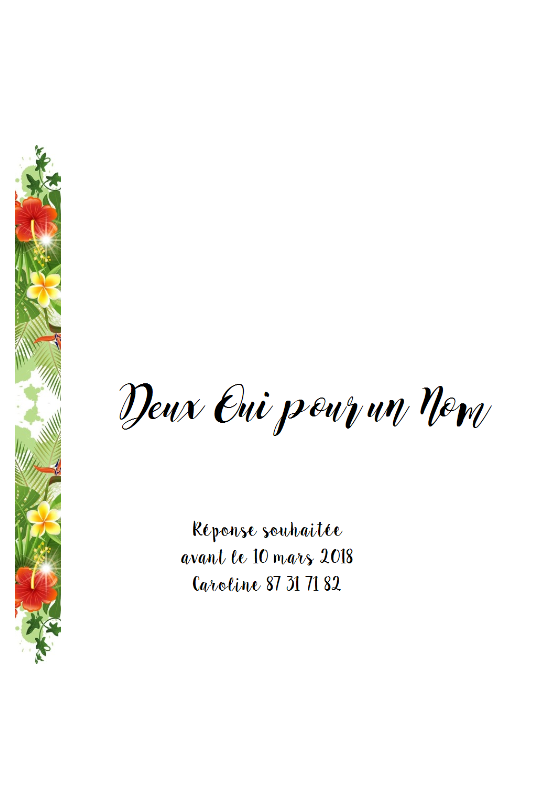 Deux Oui pour un Nom
Réponse souhaitée
avant le 10 mars 2018
Caroline 87 31 71 82